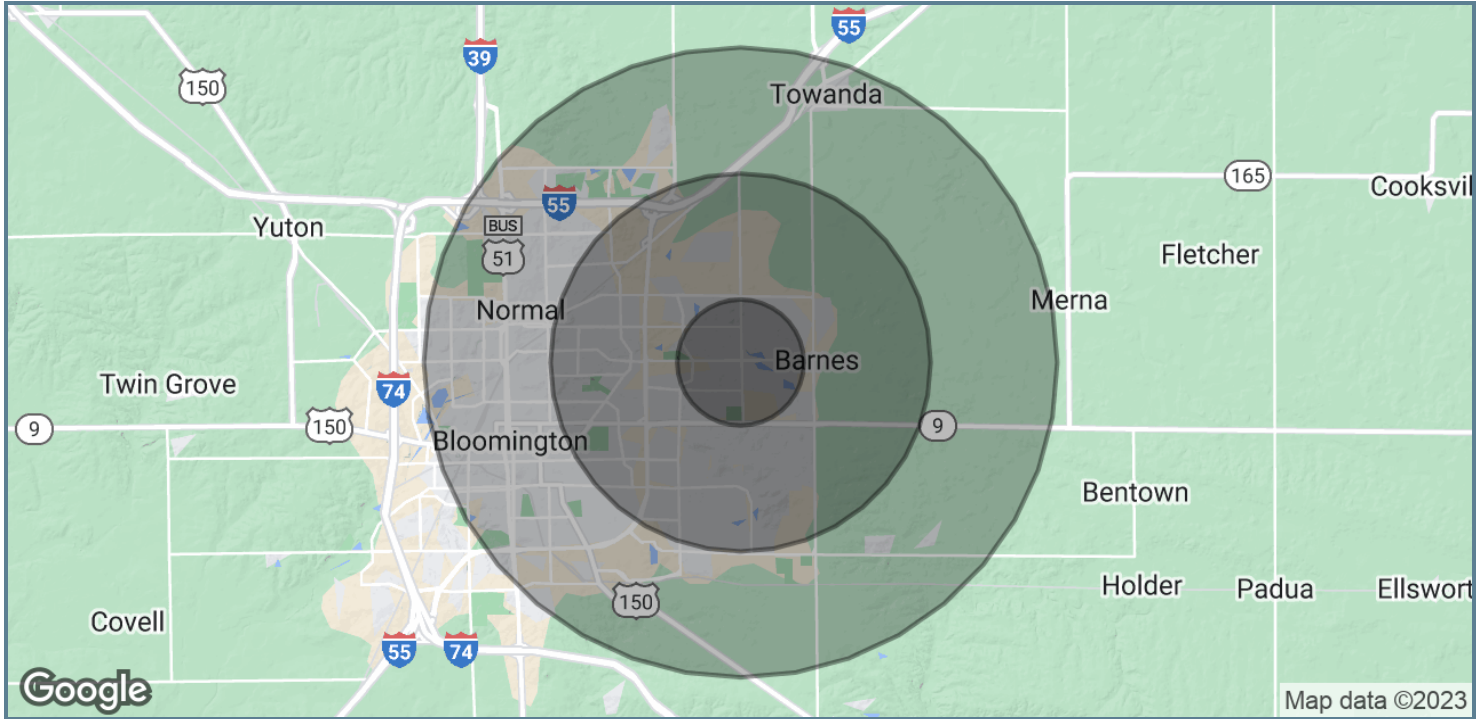 55
39
150
Towanda
165
Cooksvil
55
Yuton
BUS
51
Fletcher
Merna
Normal
Barnes
Twin Grove
74
9
150
9
Bloomington
Bentown
Holder
Padua
Ellswort
150
Covell
55
74
Google
Map data ©2023